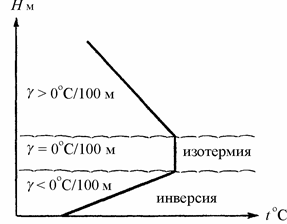 H м
γ > 0°C/100 м
γ = 0°C/100 м
изотермия
γ < 0°C/100 м
инверсия
t °C